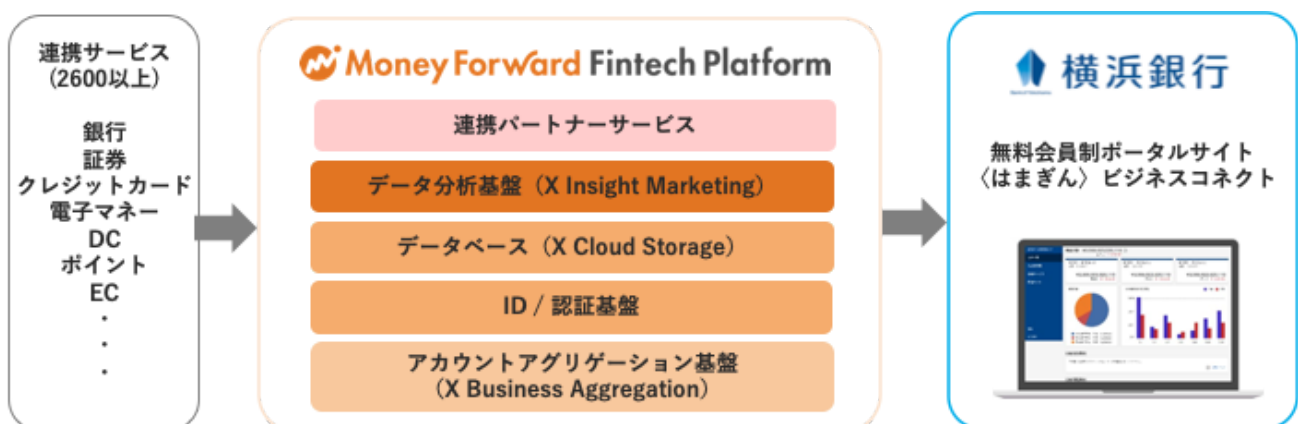 連携サービス
(2600以上)
銀行
証券
クレジットカード
電子マネー
DC
ポイント
EC
・
・
・
Money Forward Fintech Platform
連携パートナーサービス
データ分析基盤（X Insight Marketing）
データベース（X Cloud Storage）
ID / 認証基盤
アカウントアグリゲーション基盤
（X Business Aggregation）
横浜銀行
無料会員制ポータルサイト
〈はまぎん〉ビジネスコネクト